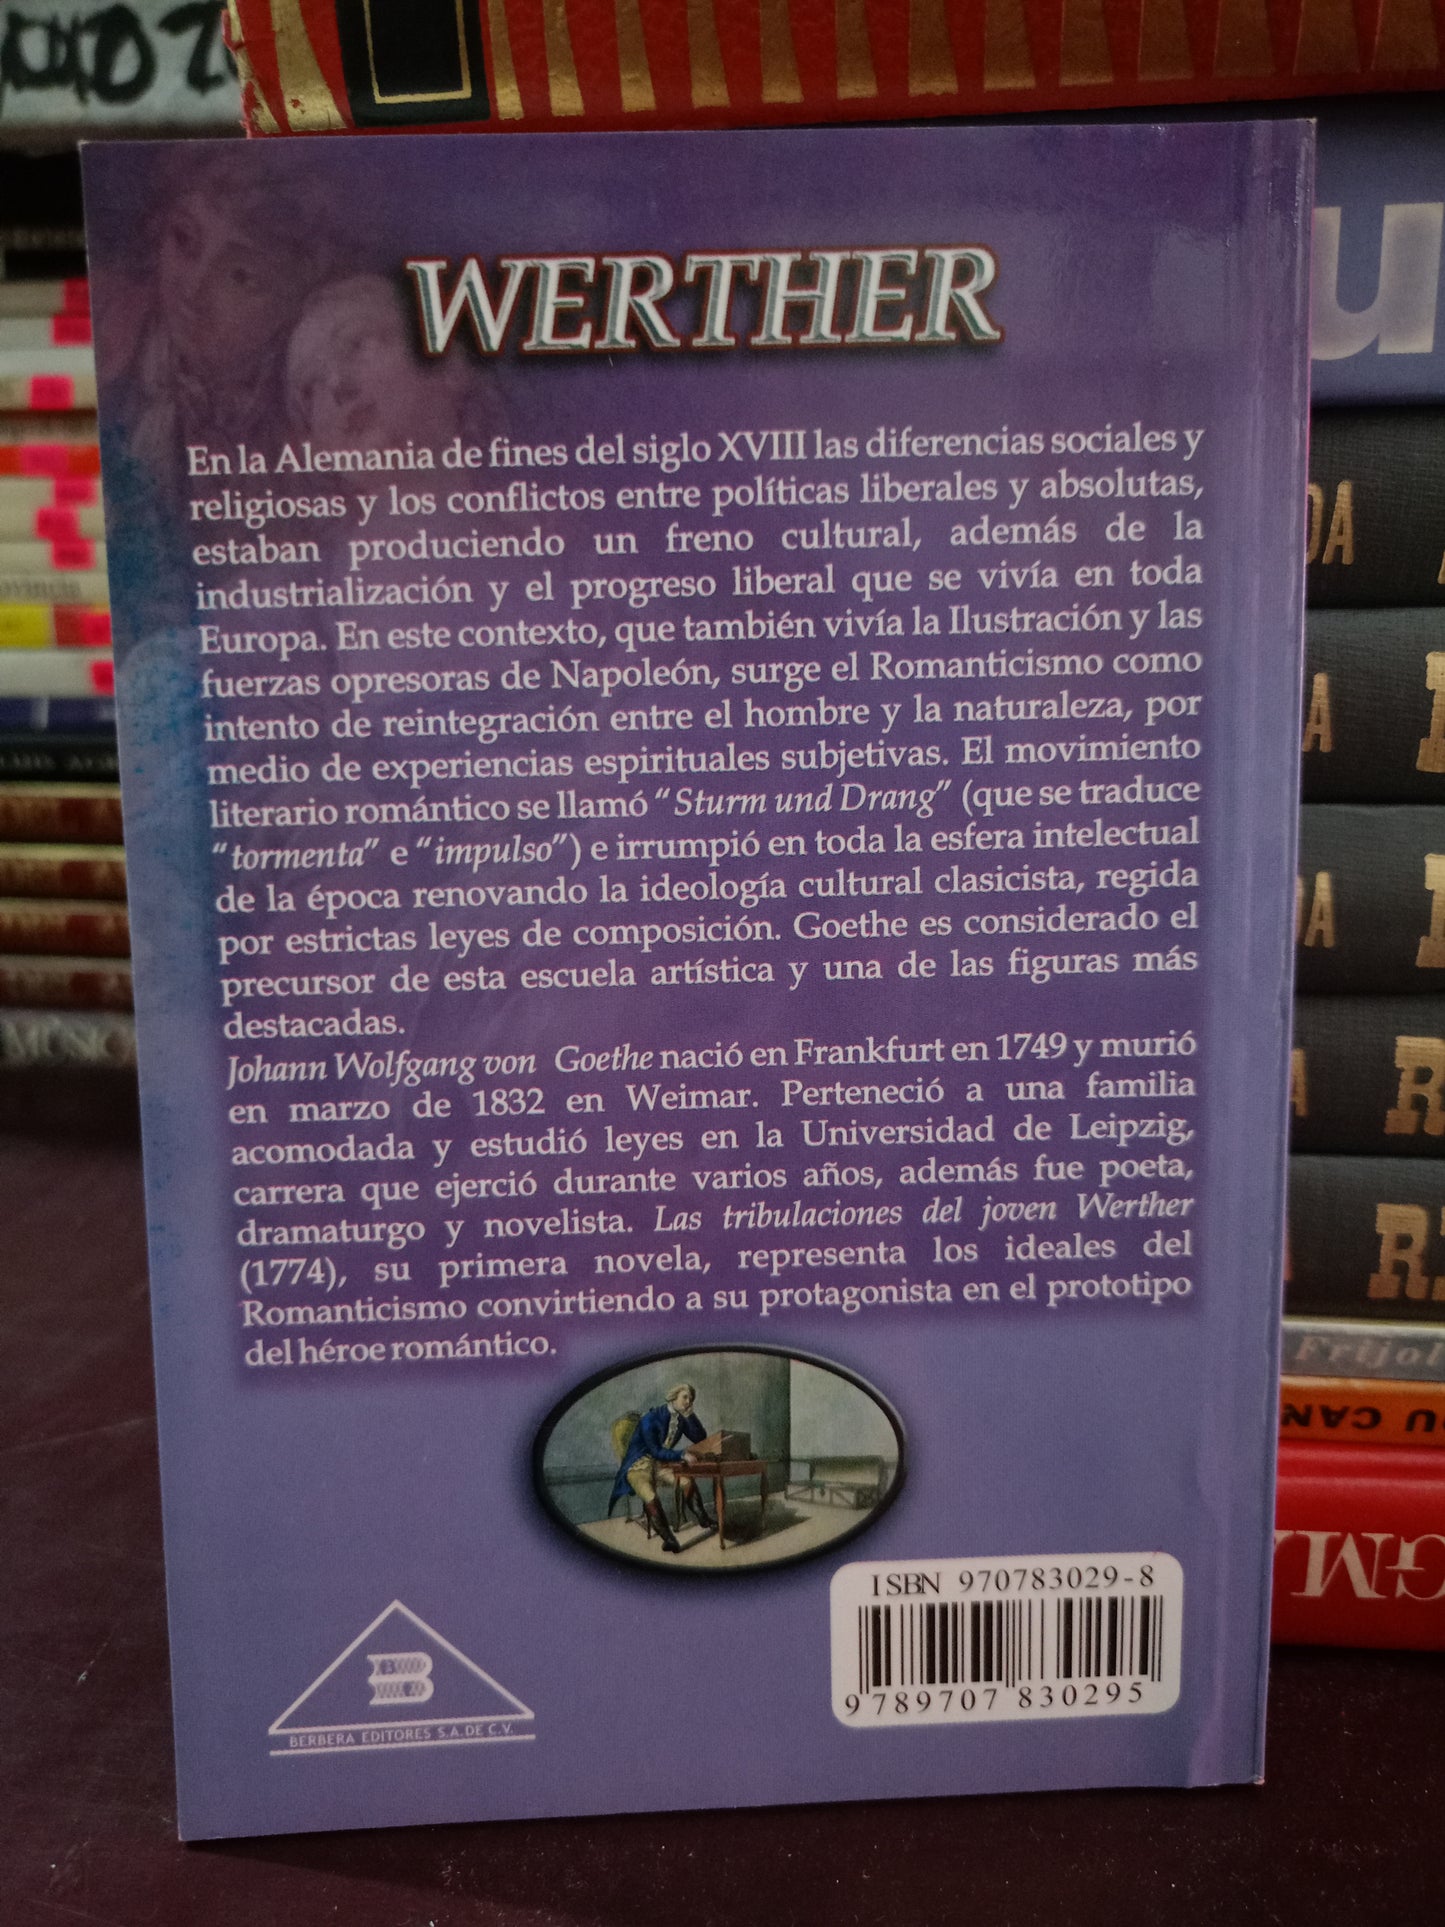 WERTHER
En la Alemania de fines del siglo XVIII las diferencias sociales y
religiosas y los conflictos entre políticas liberales y absolutas,
estaban produciendo un freno cultural, además de la
industrialización y el progreso liberal que se vivía en toda
Europa. En este contexto, que también vivía la Ilustración y las
fuerzas opresoras de Napoleón, surge el Romanticismo como
intento de reintegración entre el hombre y la naturaleza, por
medio de experiencias espirituales subjetivas. El movimiento
literario romántico se llamó "Sturm und Drang" (que se traduce
"tormenta" e "impulso") e irrumpió en toda la esfera intelectual
de la época renovando la ideología cultural clasicista, regida
por estrictas leyes de composición. Goethe es considerado el
precursor de esta escuela artística y una de las figuras más
destacadas.
Johann Wolfgang von Goethe nació en Frankfurt en 1749 y murió
en marzo de 1832 en Weimar. Perteneció a una familia
acomodada y estudió leyes en la Universidad de Leipzig,
carrera que ejerció durante varios años, además fue poeta,
dramaturgo y novelista. Las tribulaciones del joven Werther
(1774), su primera novela, representa los ideales del
Romanticismo convirtiendo a su protagonista en el prototipo
del héroe romántico.
ISBN 970783029-8
9 789707 830295
B
BERBERA EDITORES S.A. DE C.V.